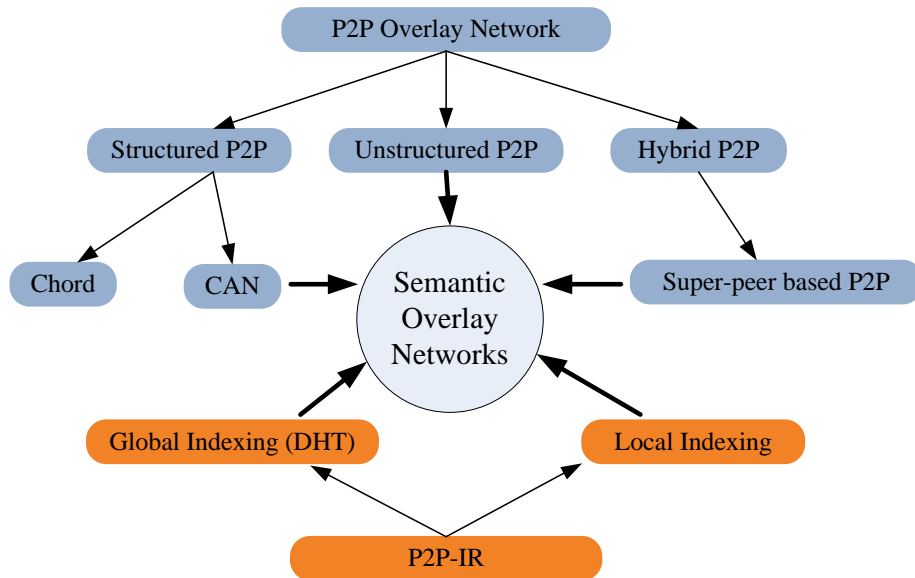 P2P Overlay Network
Structured P2P
Unstructured P2P
Hybrid P2P
Chord
CAN
Semantic
Overlay
Networks
Super-peer based P2P
Global Indexing (DHT)
Local Indexing
P2P-IR